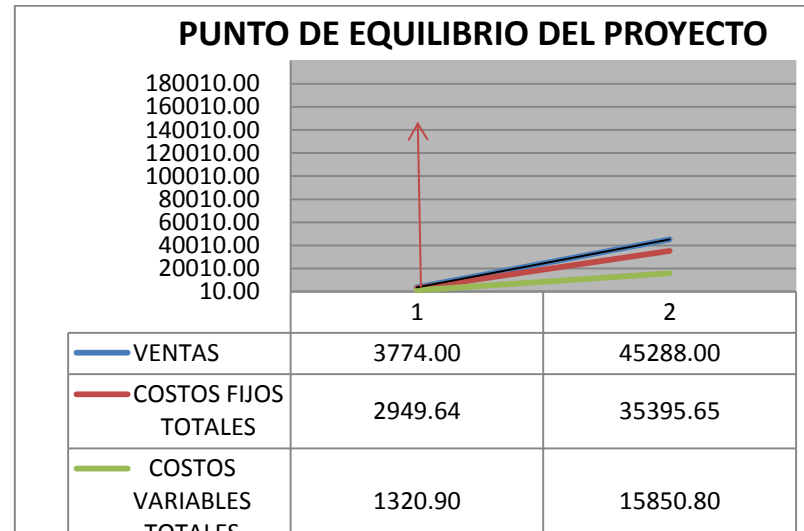 PUNTO DE EQUILIBRIO DEL PROYECTO
180010.00
160010.00
140010.00
120010.00
100010.00
80010.00
60010.00
40010.00
20010.00
10.00
1 2
VENTAS 3774.00 45288.00
COSTOS FIJOS
TOTALES 2949.64 35395.65
COSTOS
VARIABLES 1320.90 15850.80
TOTALES